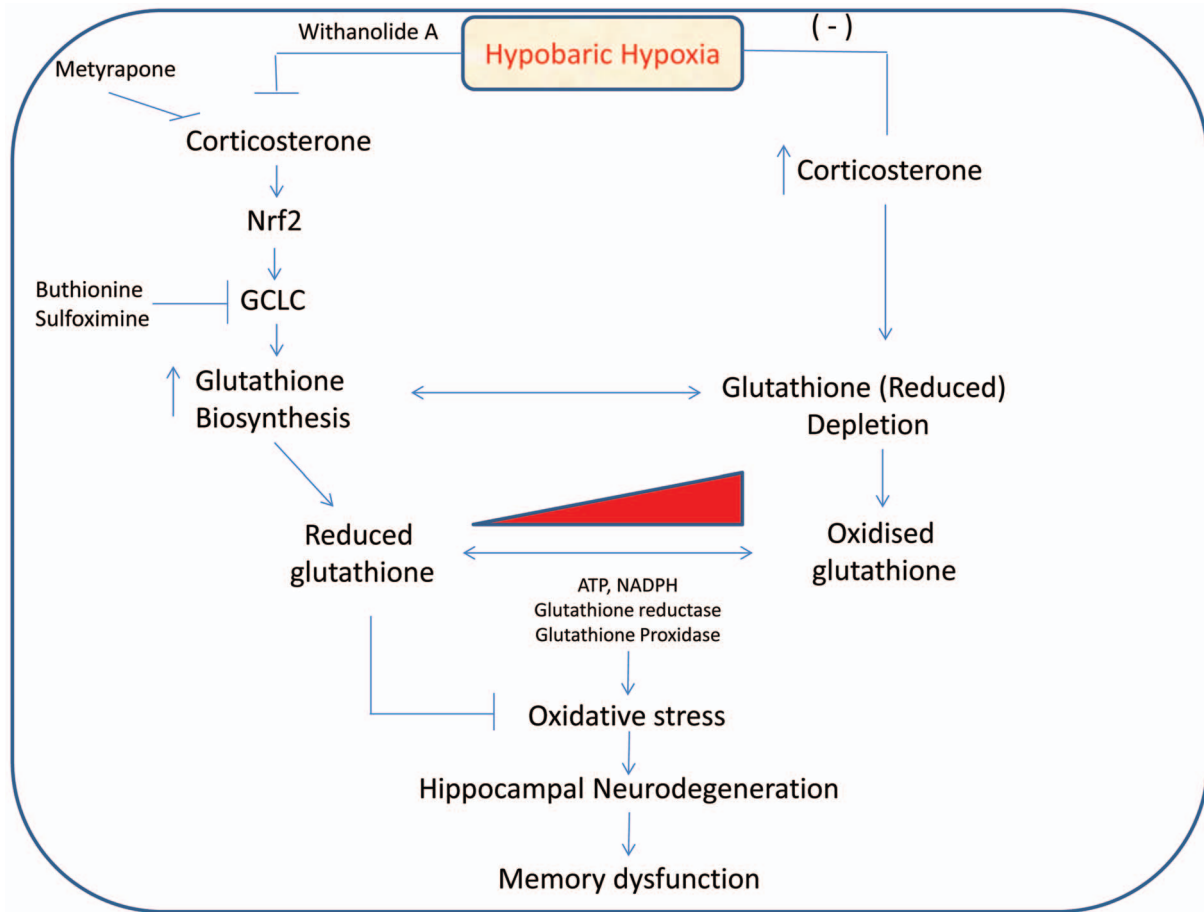 Withanolide A
Hypobaric Hypoxia
( - )
Metyrapone
Corticosterone
Corticosterone
Nrf2
Buthionine
Sulfoximine
GCLC
Glutathione
Biosynthesis
Glutathione (Reduced)
Depletion
Reduced
glutathione
Oxidised
glutathione
ATP, NADPH
Glutathione reductase
Glutathione Proxidase
Oxidative stress
Hippocampal Neurodegeneration
Memory dysfunction